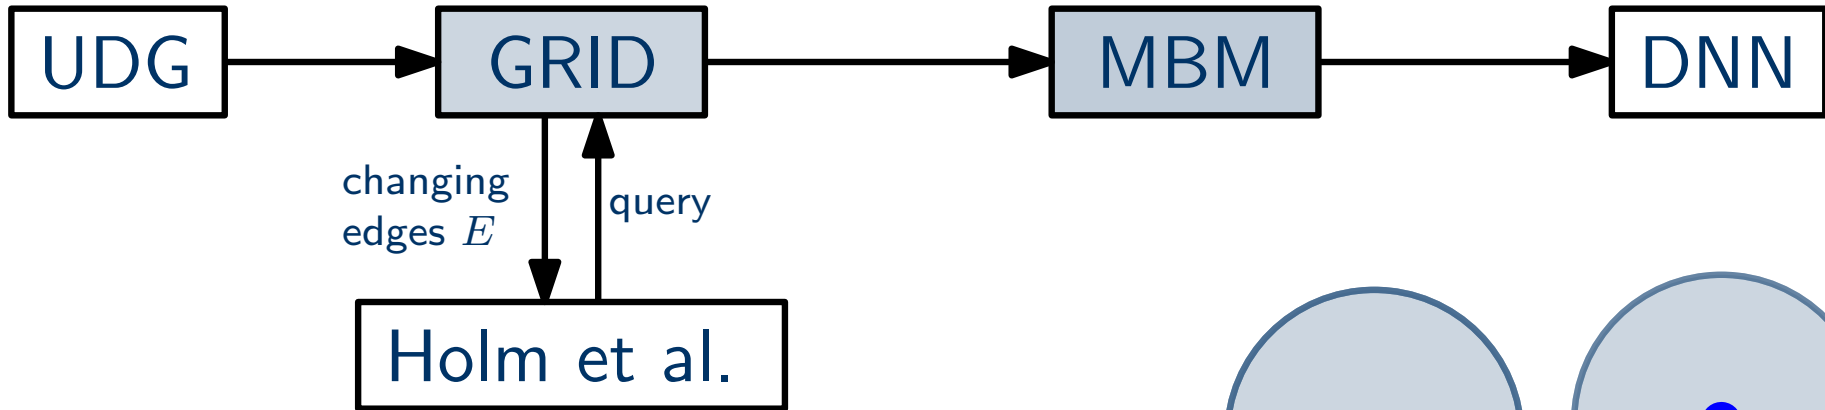 UDG
GRID
MBM
DNN
changing
edges E
query
Holm et al.